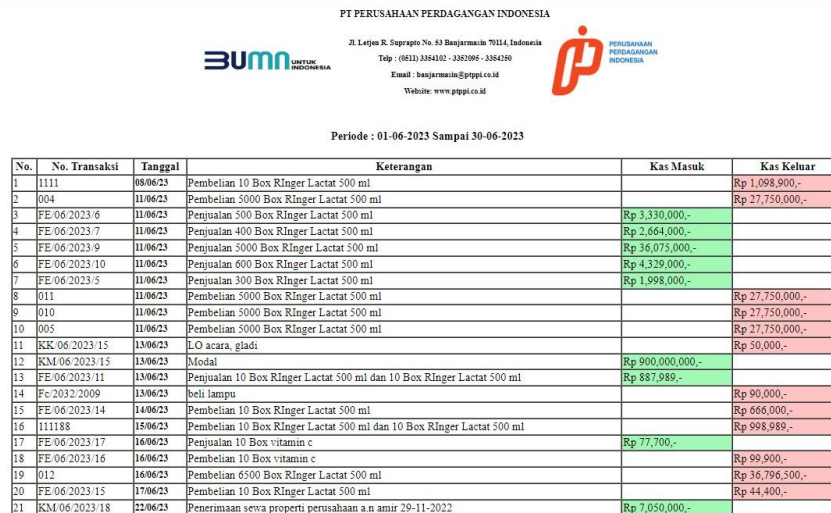 PT PERUSAHAAN PERDAGANGAN INDONESIA
BUMN UNTUK INDONESIA
Jl. Letjen R. Suprapto No. 53 Banjarmasin 70114, Indonesia
Telp : (0511) 3354102 - 3352095 - 3354250
Email : banjarmasin@ptppi.co.id
Website: www.ptppi.co.id
PERUSAHAAN
PERDAGANGAN
INDONESIA
Periode : 01-06-2023 Sampai 30-06-2023
No. No. Transaksi Tanggal Keterangan Kas Masuk Kas Keluar
1 1111 08/06/23 Pembelian 10 Box RInger Lactat 500 ml Rp 1,098,900,-
2 004 11/06/23 Pembelian 5000 Box RInger Lactat 500 ml Rp 27,750,000,-
3 FE/06/2023/6 11/06/23 Penjualan 500 Box RInger Lactat 500 ml Rp 3,330,000,-
4 FE/06/2023/7 11/06/23 Penjualan 400 Box RInger Lactat 500 ml Rp 2,664,000,-
5 FE/06/2023/9 11/06/23 Penjualan 5000 Box RInger Lactat 500 ml Rp 36,075,000,-
6 FE/06/2023/10 11/06/23 Penjualan 600 Box RInger Lactat 500 ml Rp 4,329,000,-
7 FE/06/2023/5 11/06/23 Penjualan 300 Box RInger Lactat 500 ml Rp 1,998,000,-
8 011 11/06/23 Pembelian 5000 Box RInger Lactat 500 ml Rp 27,750,000,-
9 010 11/06/23 Pembelian 5000 Box RInger Lactat 500 ml Rp 27,750,000,-
10 005 11/06/23 Pembelian 5000 Box RInger Lactat 500 ml Rp 27,750,000,-
11 KK/06/2023/15 13/06/23 LO acara, gladi Rp 50,000,-
12 KM/06/2023/15 13/06/23 Modal Rp 900,000,000,-
13 FE/06/2023/11 13/06/23 Penjualan 10 Box RInger Lactat 500 ml dan 10 Box RInger Lactat 500 ml Rp 887,989,-
14 Fc/2032/2009 13/06/23 beli lampu Rp 90,000,-
15 FE/06/2023/14 14/06/23 Pembelian 10 Box RInger Lactat 500 ml Rp 666,000,-
16 111188 15/06/23 Pembelian 10 Box RInger Lactat 500 ml dan 10 Box RInger Lactat 500 ml Rp 998,989,-
17 FE/06/2023/17 16/06/23 Penjualan 10 Box vitamin c Rp 77,700,-
18 FE/06/2023/16 16/06/23 Pembelian 10 Box vitamin c Rp 99,900,-
19 012 16/06/23 Pembelian 6500 Box RInger Lactat 500 ml Rp 36,796,500,-
20 FE/06/2023/15 17/06/23 Pembelian 10 Box RInger Lactat 500 ml Rp 44,400,-
21 KM/06/2023/18 22/06/23 Penerimaan sewa properti perusahaan a.n amir 29-11-2022 Rp 7,050,000,-